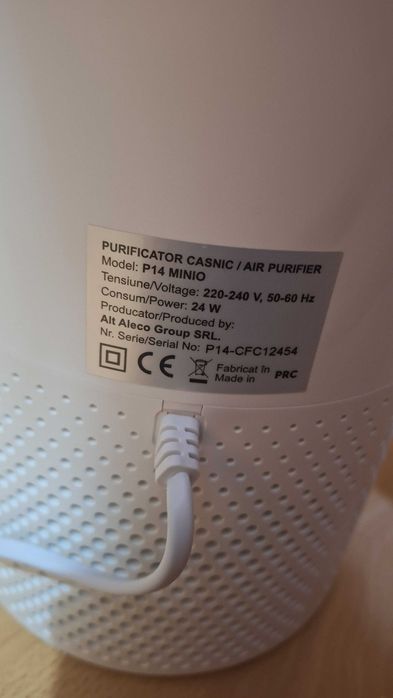 PURIFICATOR CASNIC / AIR PURIFIER
Model: P14 MINIO
Tensiune/Voltage: 220-240 V, 50-60 Hz
Consum/Power: 24 W
Producator/Produced by:
Alt Aleco Group SRL.
Nr. Serie/Serial No: P14-CFC12454
CE Fabricat în
Made in PRC